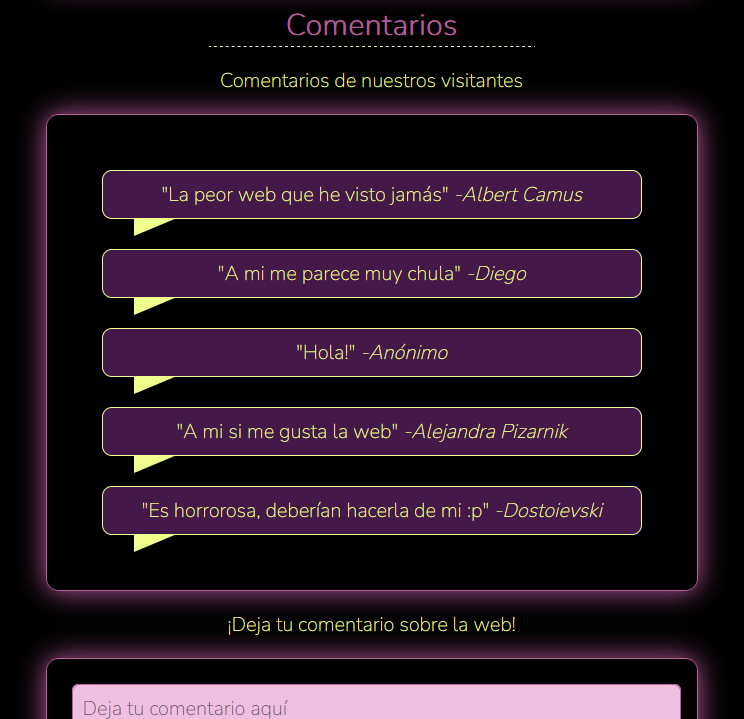 Comentarios
Comentarios de nuestros visitantes
"La peor web que he visto jamás" -Albert Camus
"A mi me parece muy chula" -Diego
"Hola!" -Anónimo
"A mi si me gusta la web" -Alejandra Pizarnik
"Es horrorosa, deberían hacerla de mi :p" -Dostoievski
¡Deja tu comentario sobre la web!
Deja tu comentario aquí